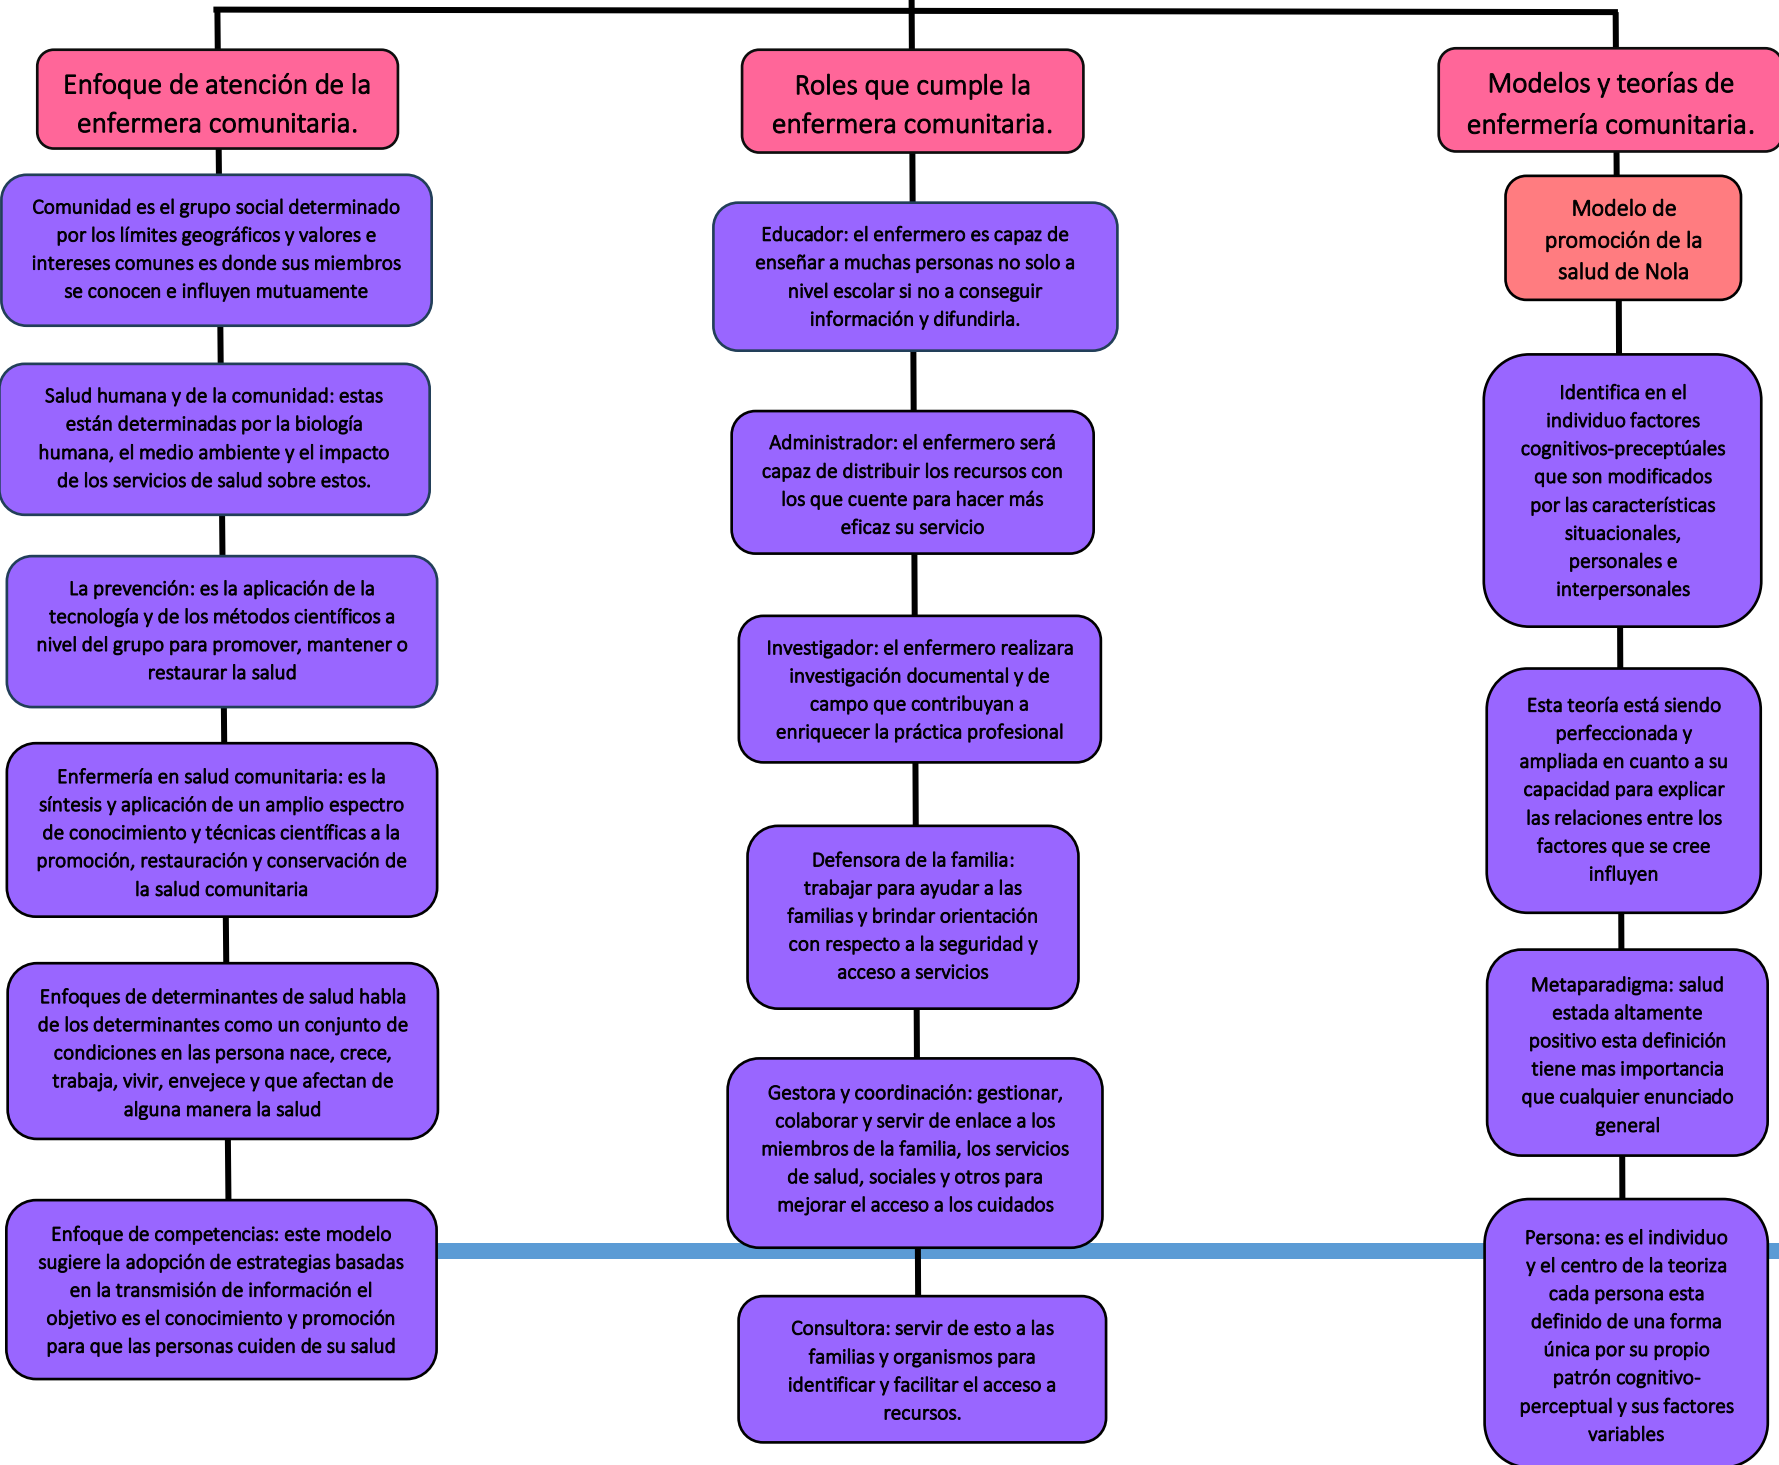 Enfoque de atención de la
enfermera comunitaria.
Comunidad es el grupo social determinado
por los límites geográficos y valores e
intereses comunes es donde sus miembros
se conocen e influyen mutuamente
Salud humana y de la comunidad: estas
están determinadas por la biología
humana, el medio ambiente y el impacto
de los servicios de salud sobre estos.
La prevención: es la aplicación de la
tecnología y de los métodos científicos a
nivel del grupo para promover, mantener o
restaurar la salud
Enfermería en salud comunitaria: es la
síntesis y aplicación de un amplio espectro
de conocimiento y técnicas científicas a la
promoción, restauración y conservación de
la salud comunitaria
Enfoques de determinantes de salud habla
de los determinantes como un conjunto de
condiciones en las persona nace, crece,
trabaja, vivir, envejece y que afectan de
alguna manera la salud
Enfoque de competencias: este modelo
sugiere la adopción de estrategias basadas
en la transmisión de información el
objetivo es el conocimiento y promoción
para que las personas cuiden de su salud
Roles que cumple la
enfermera comunitaria.
Educador: el enfermero es capaz de
enseñar a muchas personas no solo a
nivel escolar si no a conseguir
información y difundirla.
Administrador: el enfermero será
capaz de distribuir los recursos con
los que cuente para hacer más
eficaz su servicio
Investigador: el enfermero realizara
investigación documental y de
campo que contribuyan a
enriquecer la práctica profesional
Defensora de la familia:
trabajar para ayudar a las
familias y brindar orientación
con respecto a la seguridad y
acceso a servicios
Gestora y coordinación: gestionar,
colaborar y servir de enlace a los
miembros de la familia, los servicios
de salud, sociales y otros para
mejorar el acceso a los cuidados
Consultora: servir de esto a las
familias y organismos para
identificar y facilitar el acceso a
recursos.
Modelos y teorías de
enfermería comunitaria.
Modelo de
promoción de la
salud de Nola
Identifica en el
individuo factores
cognitivos-preceptúales
que son modificados
por las características
situacionales,
personales e
interpersonales
Esta teoría está siendo
perfeccionada y
ampliada en cuanto a su
capacidad para explicar
las relaciones entre los
factores que se cree
influyen
Metaparadigma: salud
estada altamente
positivo esta definición
tiene mas importancia
que cualquier enunciado
general
Persona: es el individuo
y el centro de la teoriza
cada persona esta
definido de una forma
única por su propio
patrón cognitivo-
perceptual y sus factores
variables